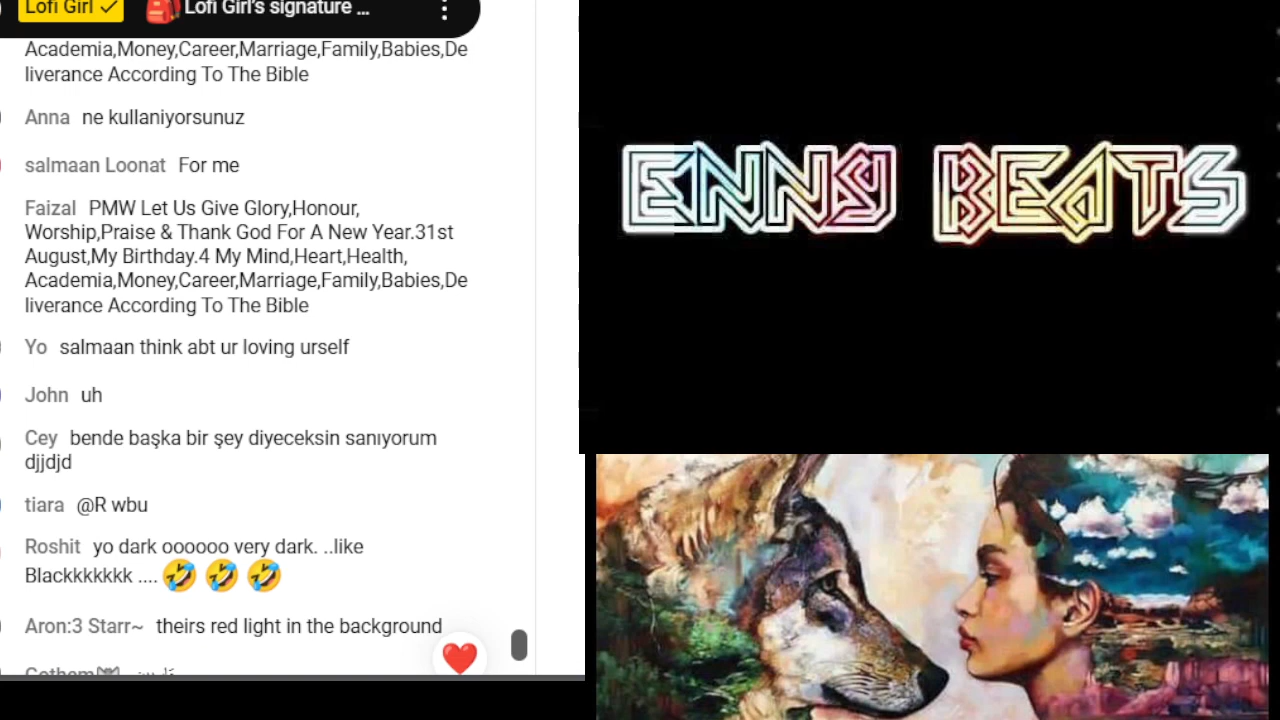 Lofi Girl Lofi Girl's signature ...
Academia,Money,Career,Marriage,Family,Babies,De
liverance According To The Bible
Anna ne kullaniyorsunuz
salmaan Loonat For me
Faizal PMW Let Us Give Glory,Honour,
Worship,Praise & Thank God For A New Year.31st
August,My Birthday.4 My Mind,Heart,Health,
Academia,Money,Career,Marriage,Family,Babies,De
liverance According To The Bible
Yo salmaan think abt ur loving urself
John uh
Cey bende başka bir şey diyeceksin sanıyorum
djjdjd
tiara @R wbu
Roshit yo dark oooooo very dark. ..like
Blackkkkkkk .... 🤣 🤣 🤣
Aron:3 Starr~ theirs red light in the background
ENNY BEATS